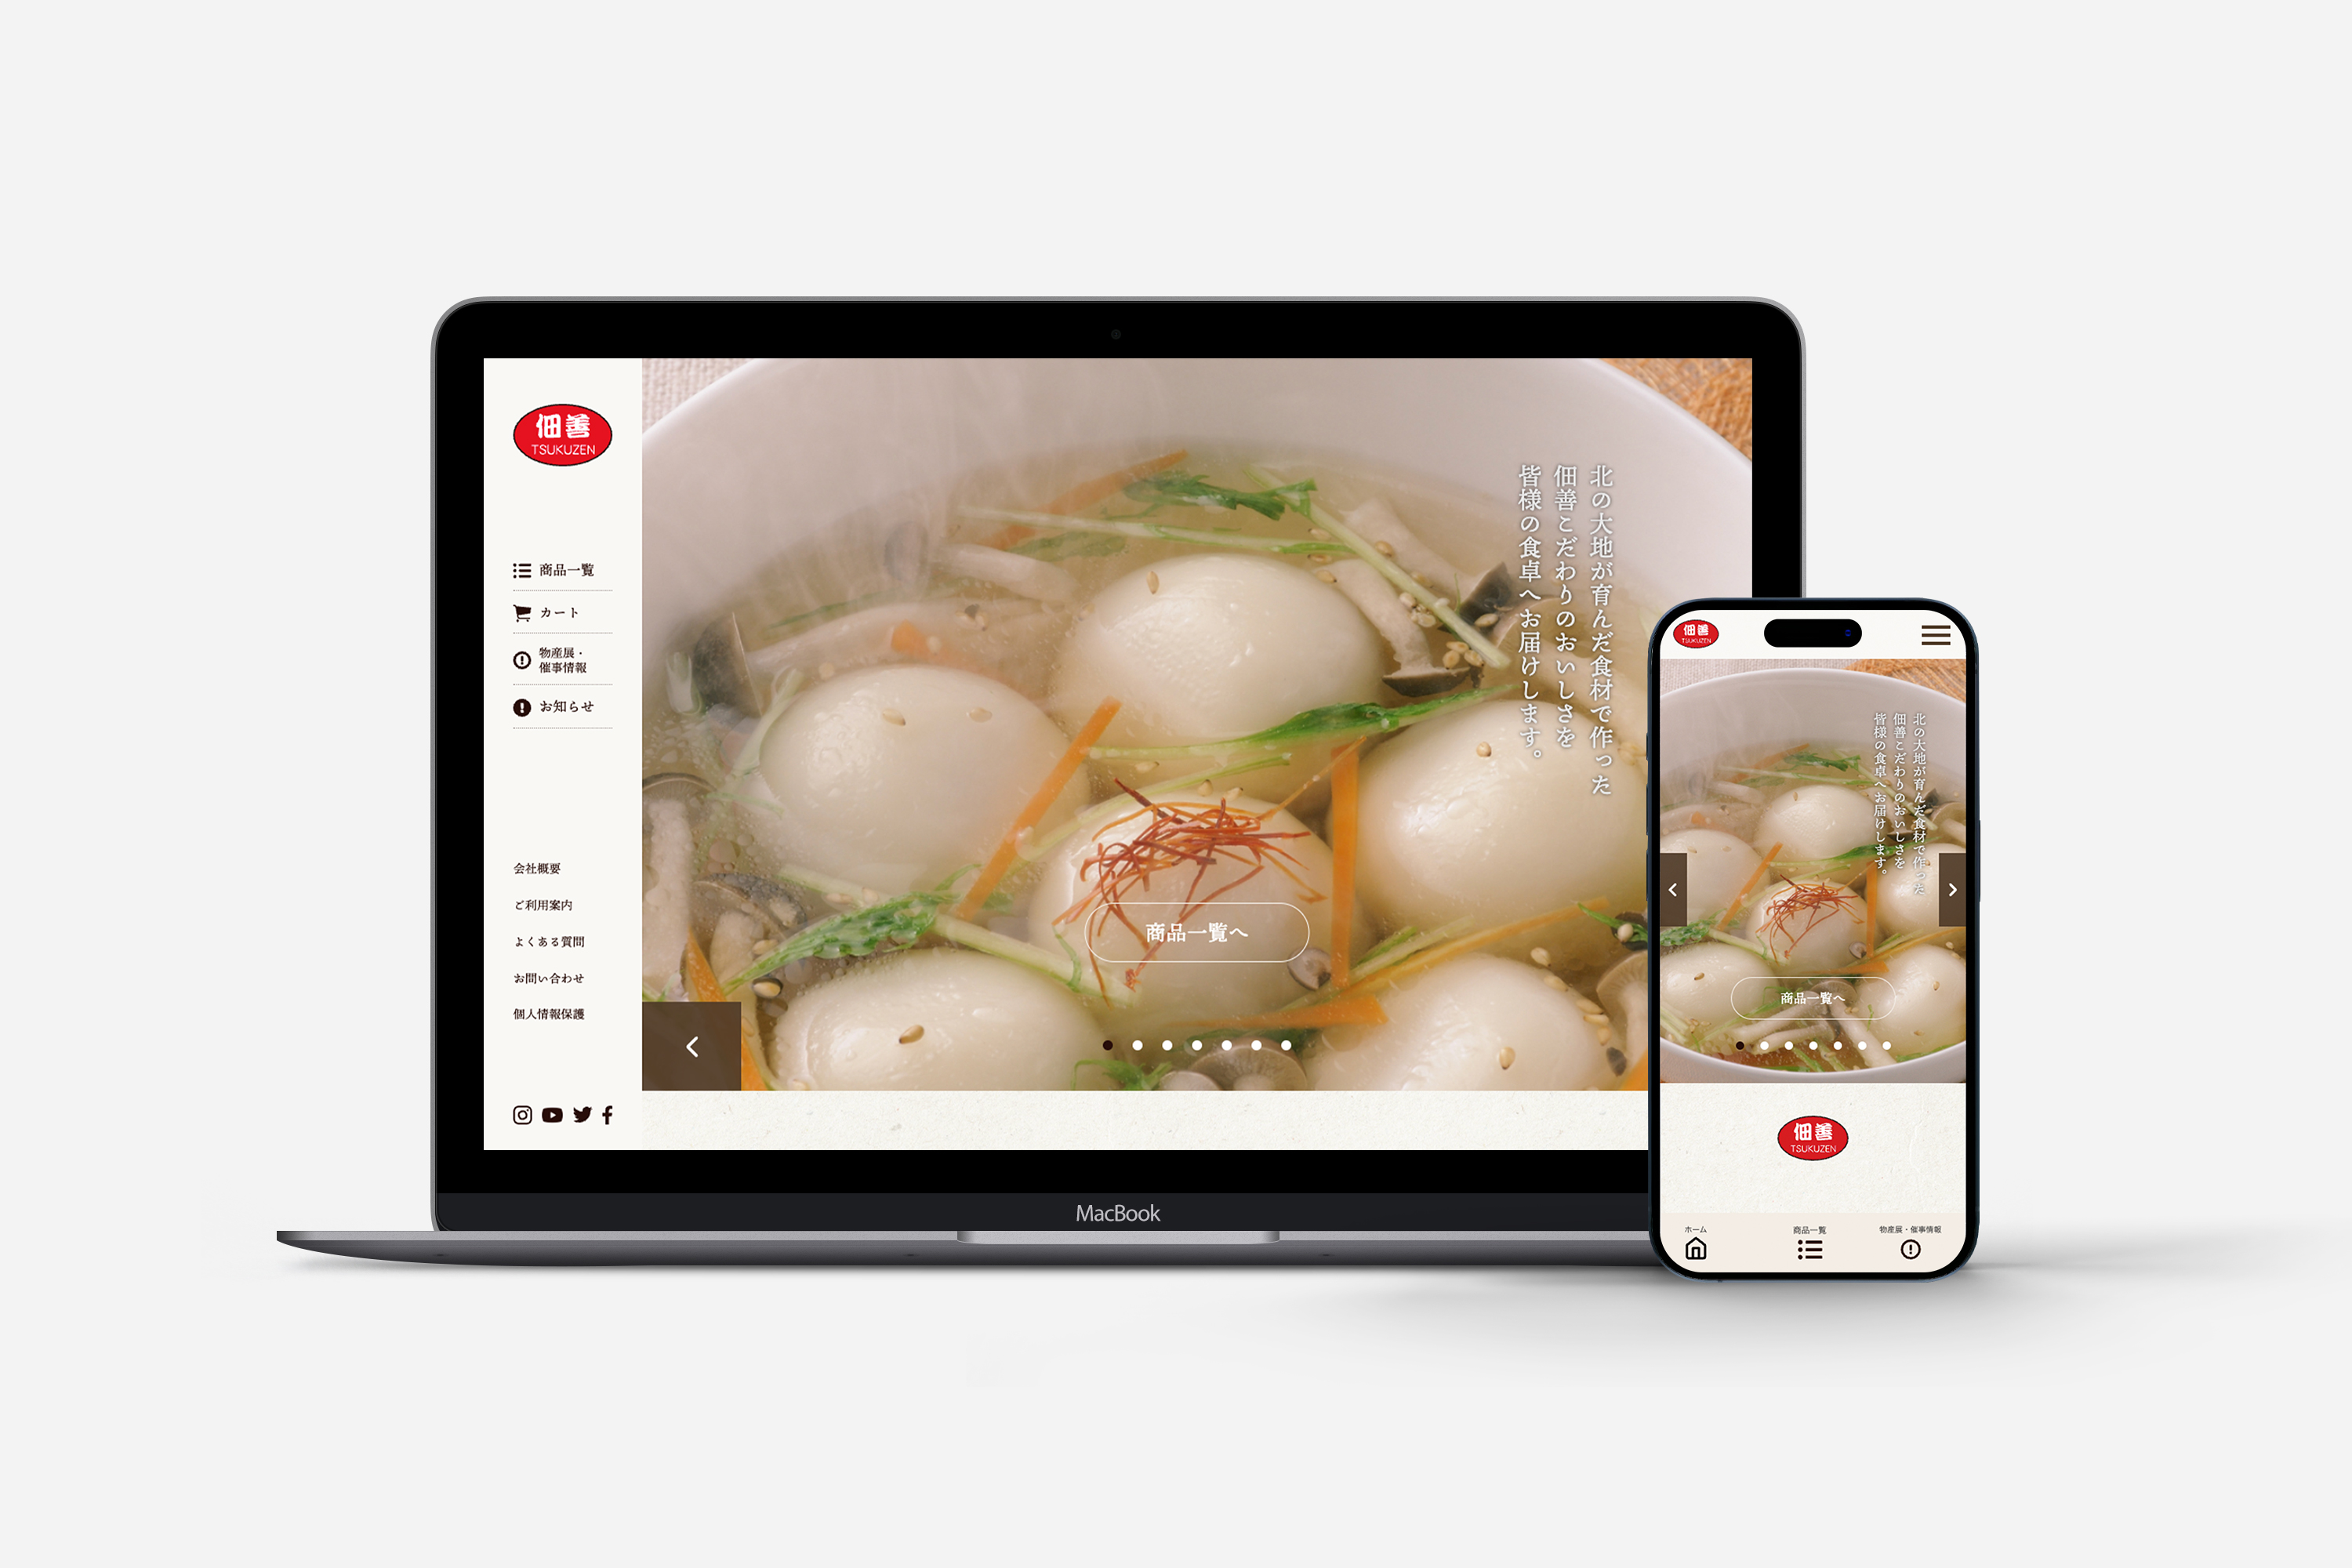 佃善
TSUKUZEN
商品一覧
カート
物産展・
催事情報
お知らせ
会社概要
ご利用案内
よくある質問
お問い合わせ
個人情報保護
北の大地が育んだ食材で作った
佃善こだわりのおいしさを
皆様の食卓へお届けします。
商品一覧へ
MacBook
佃善
TSUKUZEN
北の大地が育んだ食材で作った
佃善こだわりのおいしさを
皆様の食卓へお届けします。
商品一覧へ
佃善
TSUKUZEN
ホーム
商品一覧
物産展・催事情報